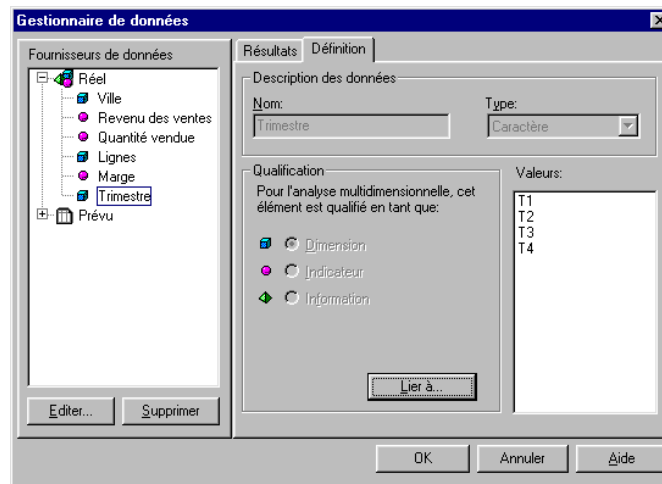 Gestionnaire de données
Fournisseurs de données
Réel
Ville
Revenu des ventes
Quantité vendue
Lignes
Marge
Trimestre
Prévu
Editer...
Supprimer
Résultats
Définition
Description des données
Nom:
Type:
Trimestre
Caractère
Qualification
Pour l'analyse multidimensionnelle, cet
élément est qualifié en tant que:
Dimension
Indicateur
Information
Lier à...
Valeurs:
T1
T2
T3
T4
OK
Annuler
Aide